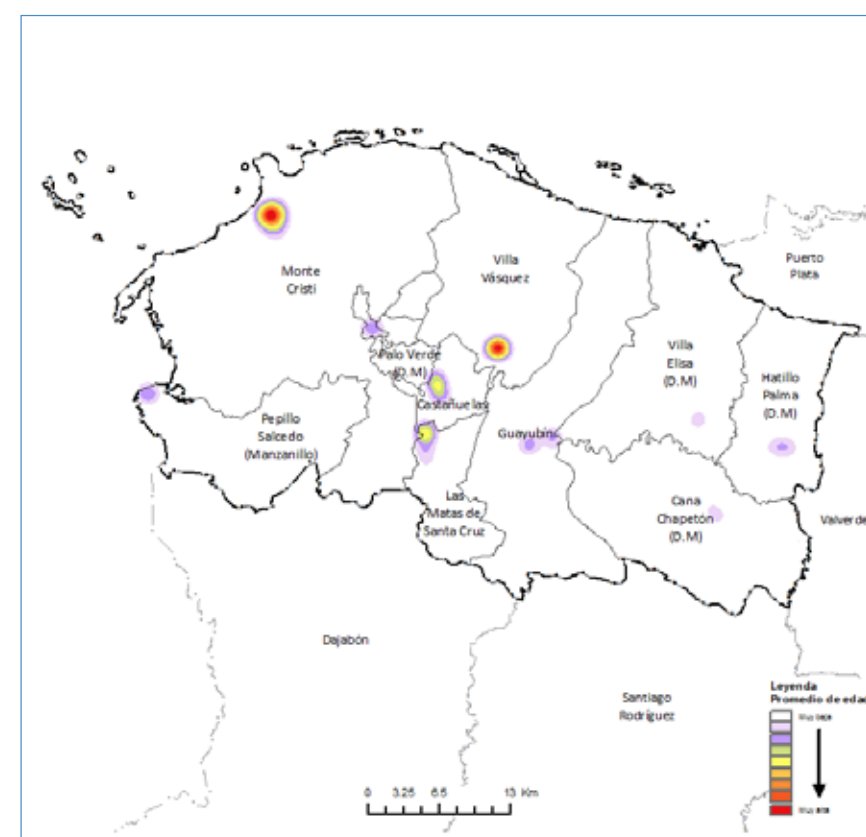 Monte
Cristi
Villa
Vásquez
Puerto
Plata
Palo Verde
(D.M)
Villa
Elisa
(D.M)
Hatillo
Palma
(D.M)
Castañuelas
Pepillo
Salcedo
(Manzanillo)
Guayubín
Las
Matas de
Santa Cruz
Cana
Chapetón
(D.M)
Valverde
Dajabón
Santiago
Rodríguez
Leyenda
Promedio de edad
Muy baja
Muy alta
0 3.25 6.5 13 Km